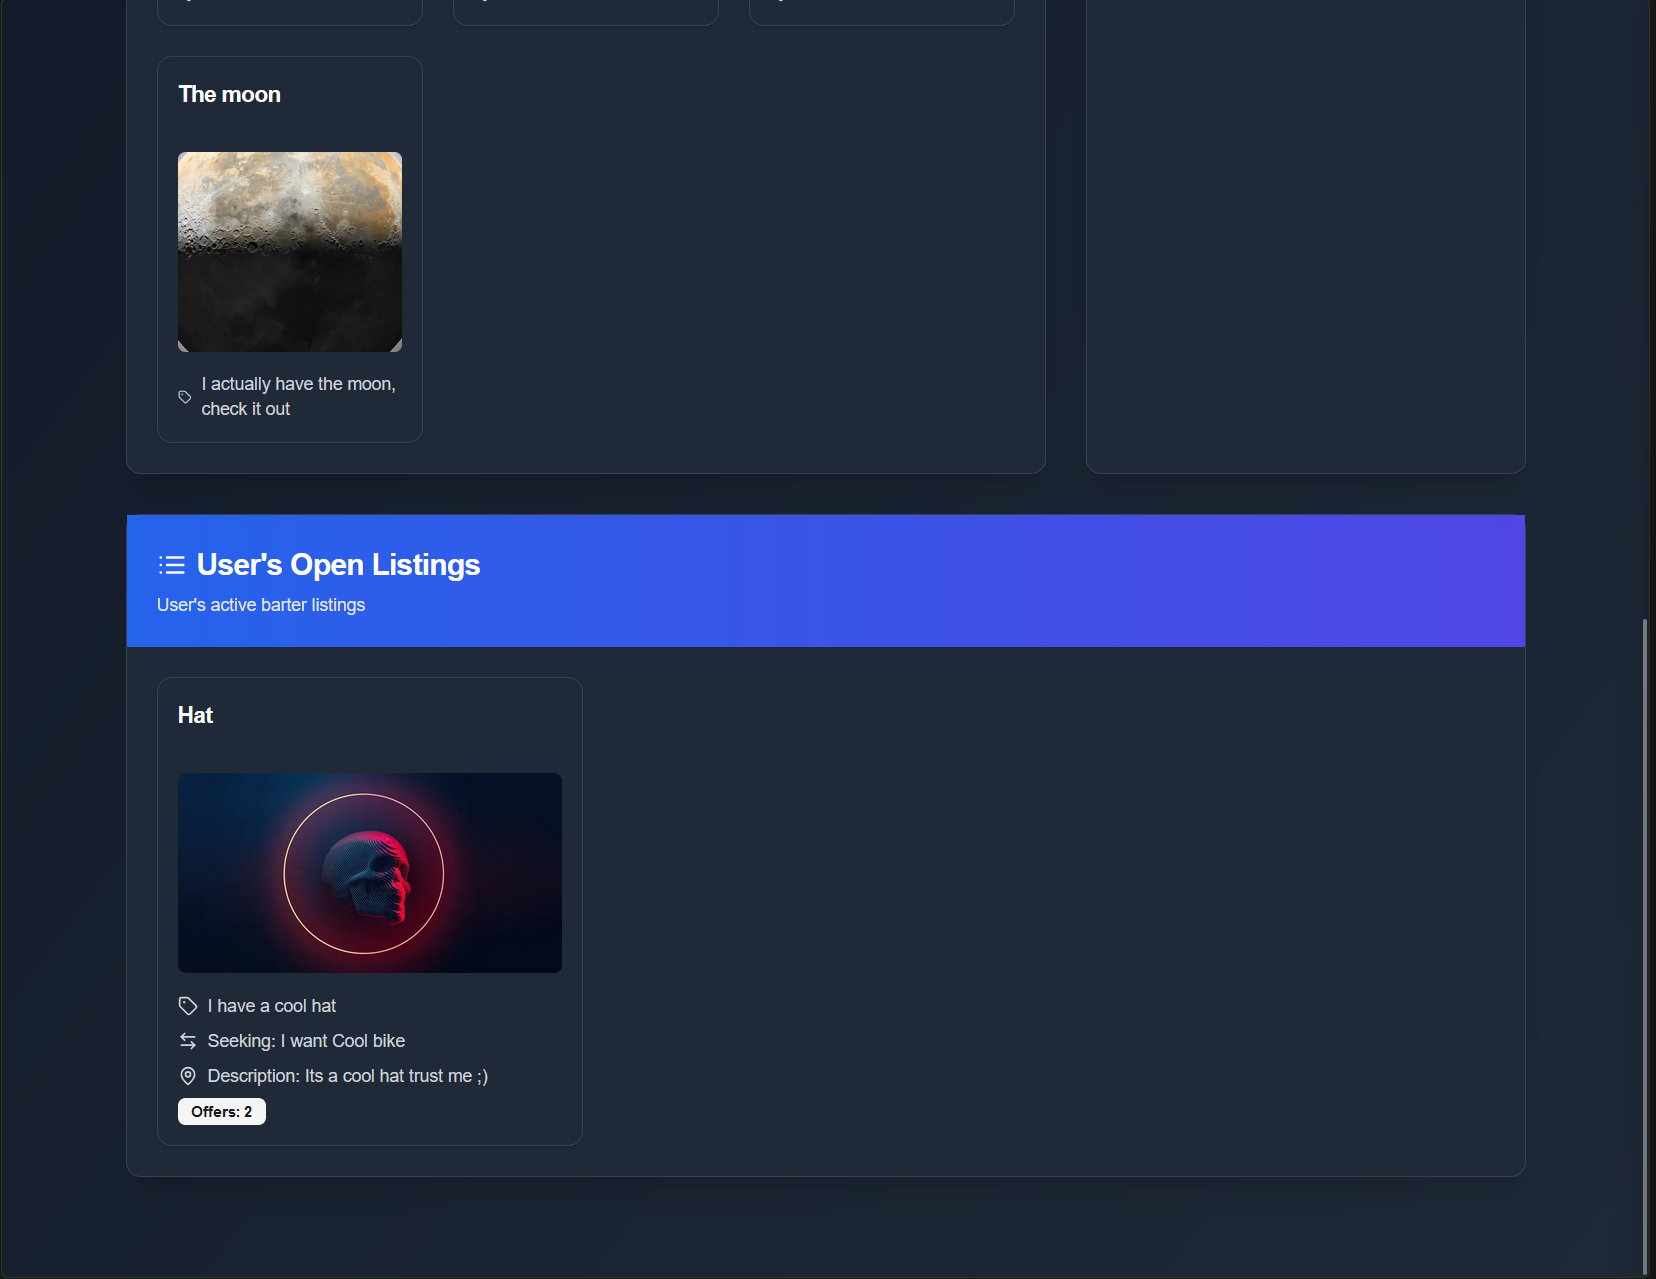 The moon
I actually have the moon,
check it out
User's Open Listings
User's active barter listings
Hat
I have a cool hat
Seeking: I want Cool bike
Description: Its a cool hat trust me ;)
Offers: 2